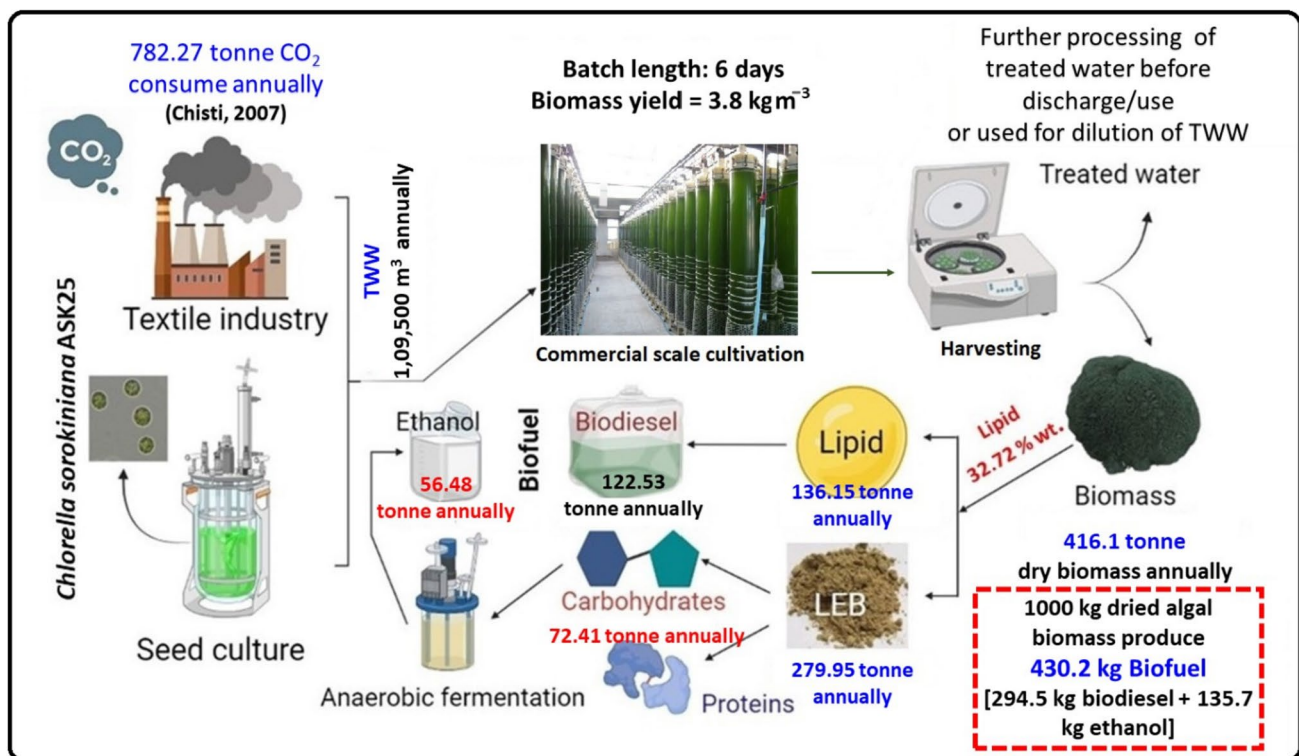 782.27 tonne CO₂
consume annually
(Chisti, 2007)
CO₂
Textile industry
Chlorella sorokiniana ASK25
Seed culture
TWW
1,09,500 m³ annually
Batch length: 6 days
Biomass yield = 3.8 kg m⁻³
Commercial scale cultivation
Harvesting
Further processing of
treated water before
discharge/use
or used for dilution of TWW
Treated water
Biomass
416.1 tonne
dry biomass annually
Lipid
32.72 % wt.
Lipid
136.15 tonne
annually
LEB
279.95 tonne
annually
Biodiesel
122.53
tonne annually
Biofuel
Ethanol
56.48
tonne annually
Carbohydrates
72.41 tonne annually
Proteins
Anaerobic fermentation
1000 kg dried algal
biomass produce
430.2 kg Biofuel
[294.5 kg biodiesel + 135.7
kg ethanol]